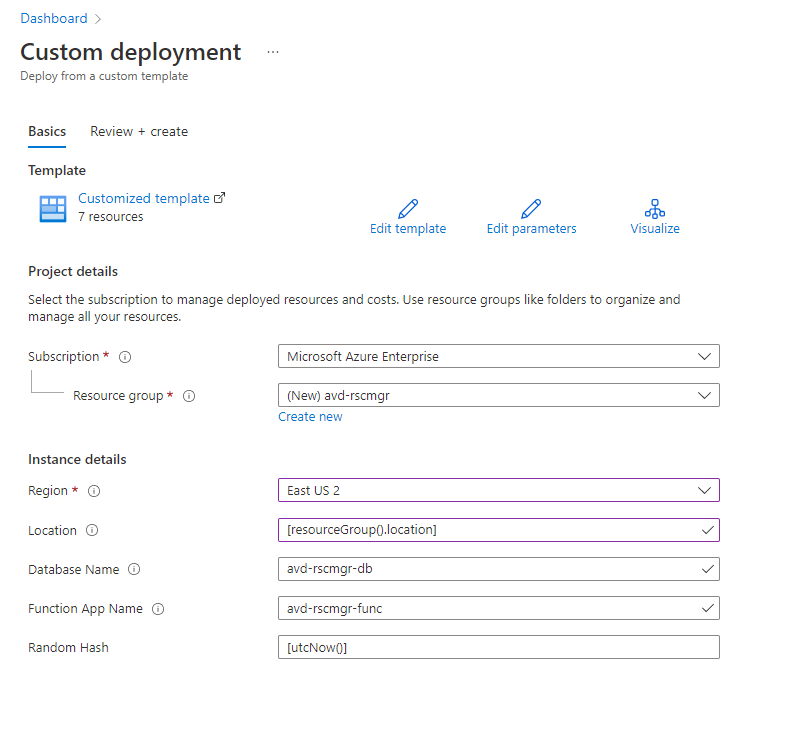 Dashboard
Custom deployment ...
Deploy from a custom template
Basics Review + create
Template
Customized template
7 resources
Edit template Edit parameters Visualize
Project details
Select the subscription to manage deployed resources and costs. Use resource groups like folders to organize and
manage all your resources.
Subscription * Microsoft Azure Enterprise
Resource group * (New) avd-rscmgr
Create new
Instance details
Region * East US 2
Location [resourceGroup().location]
Database Name avd-rscmgr-db
Function App Name avd-rscmgr-func
Random Hash [utcNow()]